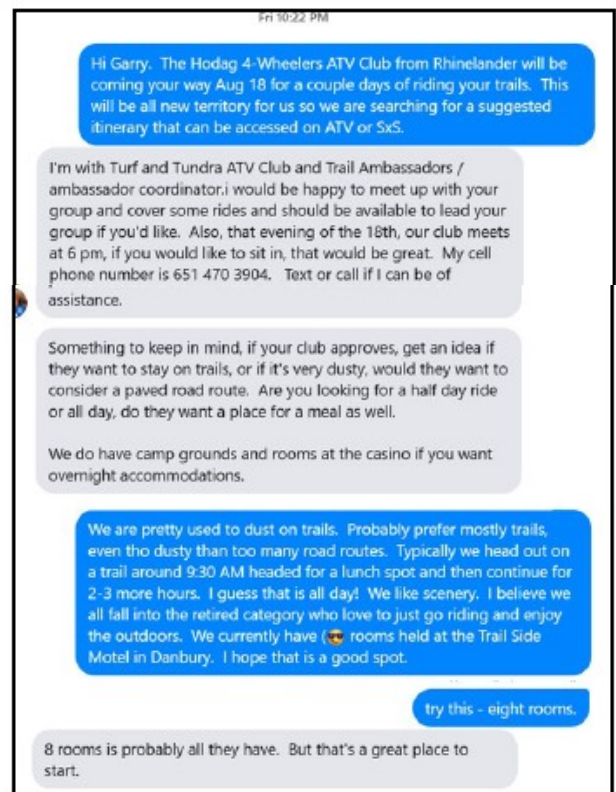 Fri 10:22 PM
Hi Garry. The Hodag 4-Wheelers ATV Club from Rhinelander will be
coming your way Aug 18 for a couple days of riding your trails. This
will be all new territory for us so we are searching for a suggested
itinerary that can be accessed on ATV or SxS.
I'm with Turf and Tundra ATV Club and Trail Ambassadors /
ambassador coordinator.i would be happy to meet up with your
group and cover some rides and should be available to lead your
group if you'd like. Also, that evening of the 18th, our club meets
at 6 pm, if you would like to sit in, that would be great. My cell
phone number is 651 470 3904. Text or call if I can be of
assistance.
Something to keep in mind, if your club approves, get an idea if
they want to stay on trails, or if it's very dusty, would they want to
consider a paved road route. Are you looking for a half day ride
or all day, do they want a place for a meal as well.
We do have camp grounds and rooms at the casino if you want
overnight accommodations.
We are pretty used to dust on trails. Probably prefer mostly trails,
even tho dusty than too many road routes. Typically we head out on
a trail around 9:30 AM headed for a lunch spot and then continue for
2-3 more hours. I guess that is all day! We like scenery. I believe we
all fall into the retired category who love to just go riding and enjoy
the outdoors. We currently have (😎 rooms held at the Trail Side
Motel in Danbury. I hope that is a good spot.
try this - eight rooms.
8 rooms is probably all they have. But that's a great place to
start.